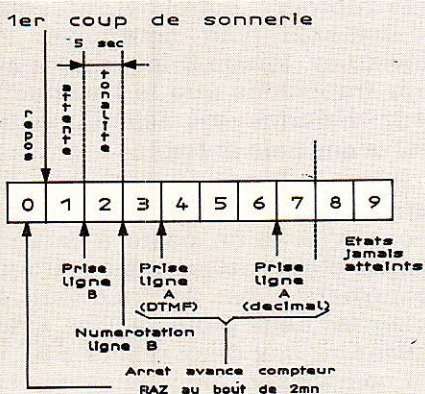 1er coup de sonnerie
5 sec
repos
attente
tonalite
0 1 2 3 4 5 6 7 8 9
Prise
ligne
B
Prise
ligne
A
(DTMF)
Prise
ligne
A
(decimal)
Etats
jamais
atteints
Numerotation
ligne B
Arret avance compteur
RAZ au bout de 2mn